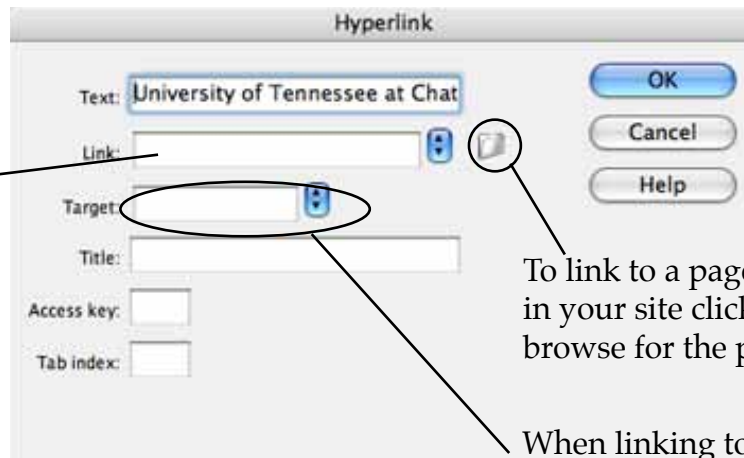 Hyperlink
Text: University of Tennessee at Chat
OK
Link:
Cancel
Target:
Help
Title:
To link to a page
in your site click
browse for the p
Access key:
Tab index:
When linking to